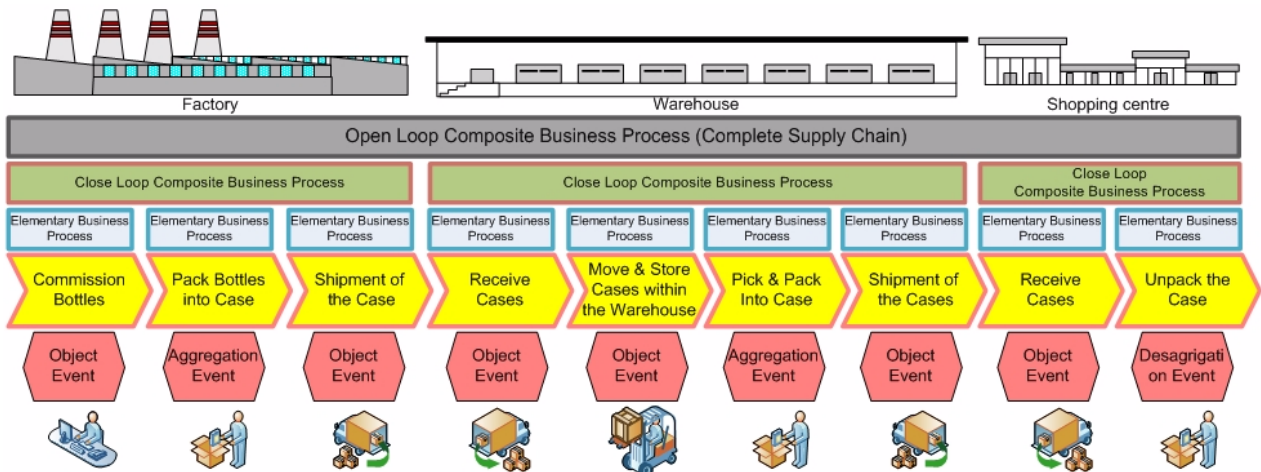 Factory
Warehouse
Shopping centre
Open Loop Composite Business Process (Complete Supply Chain)
Close Loop Composite Business Process
Close Loop Composite Business Process
Close Loop
Composite Business Process
Elementary Business
Process
Elementary Business
Process
Elementary Business
Process
Elementary Business
Process
Elementary Business
Process
Elementary Business
Process
Elementary Business
Process
Elementary Business
Process
Elementary Business
Process
Commission
Bottles
Pack Bottles
into Case
Shipment of
the Case
Receive
Cases
Move & Store
Cases within
the Warehouse
Pick & Pack
Into Case
Shipment of
the Cases
Receive
Cases
Unpack the
Case
Object
Event
Aggregation
Event
Object
Event
Object
Event
Object
Event
Aggregation
Event
Object
Event
Object
Event
Desagrigati
on Event